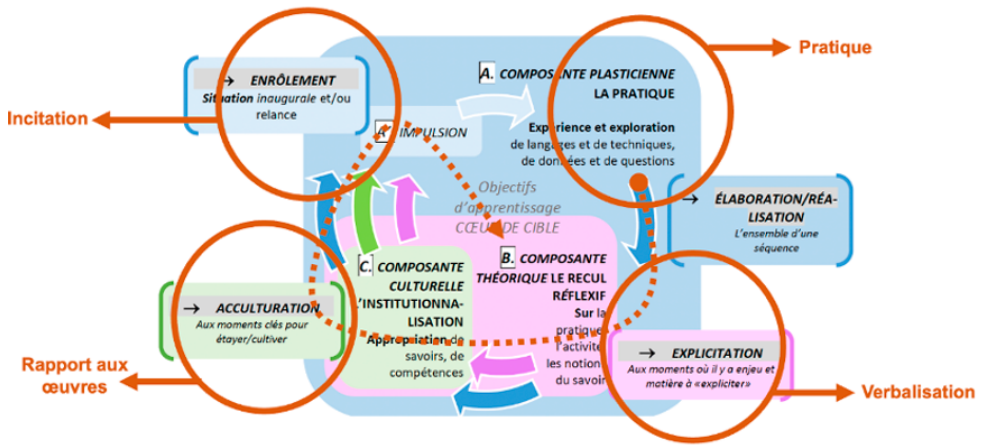 Incitation
→ ENRÔLEMENT
Situation inaugurale et/ou
relance
A. IMPULSION
A. COMPOSANTE PLASTICIENNE
LA PRATIQUE
Expérience et exploration
de langages et de techniques,
de données et de questions
Pratique
Objectifs
d'apprentissage
CŒUR DE CIBLE
→ ÉLABORATION/RÉA-
LISATION
L'ensemble d'une
séquence
→ ACCULTURATION
Aux moments clés pour
étayer/cultiver
Rapport aux
œuvres
C. COMPOSANTE
CULTURELLE
L'INSTITUTIONNA-
LISATION
Appropriation de
savoirs, de
compétences
B. COMPOSANTE
THÉORIQUE LE RECUL
RÉFLEXIF
Sur la
pratique,
l'activité
les notions
du savoir
→ EXPLICITATION
Aux moments où il y a enjeu et
matière à «expliciter»
Verbalisation